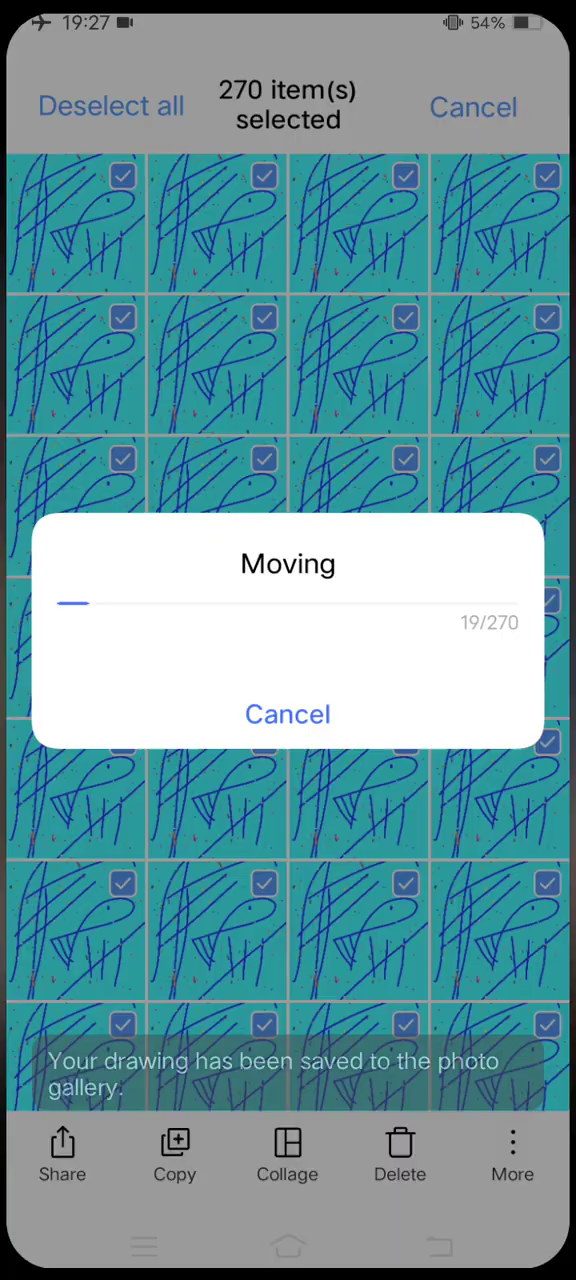 19:27 54%
Deselect all
270 item(s)
selected
Cancel
Moving
19/270
Cancel
Your drawing has been saved to the photo
gallery.
Share Copy Collage Delete More